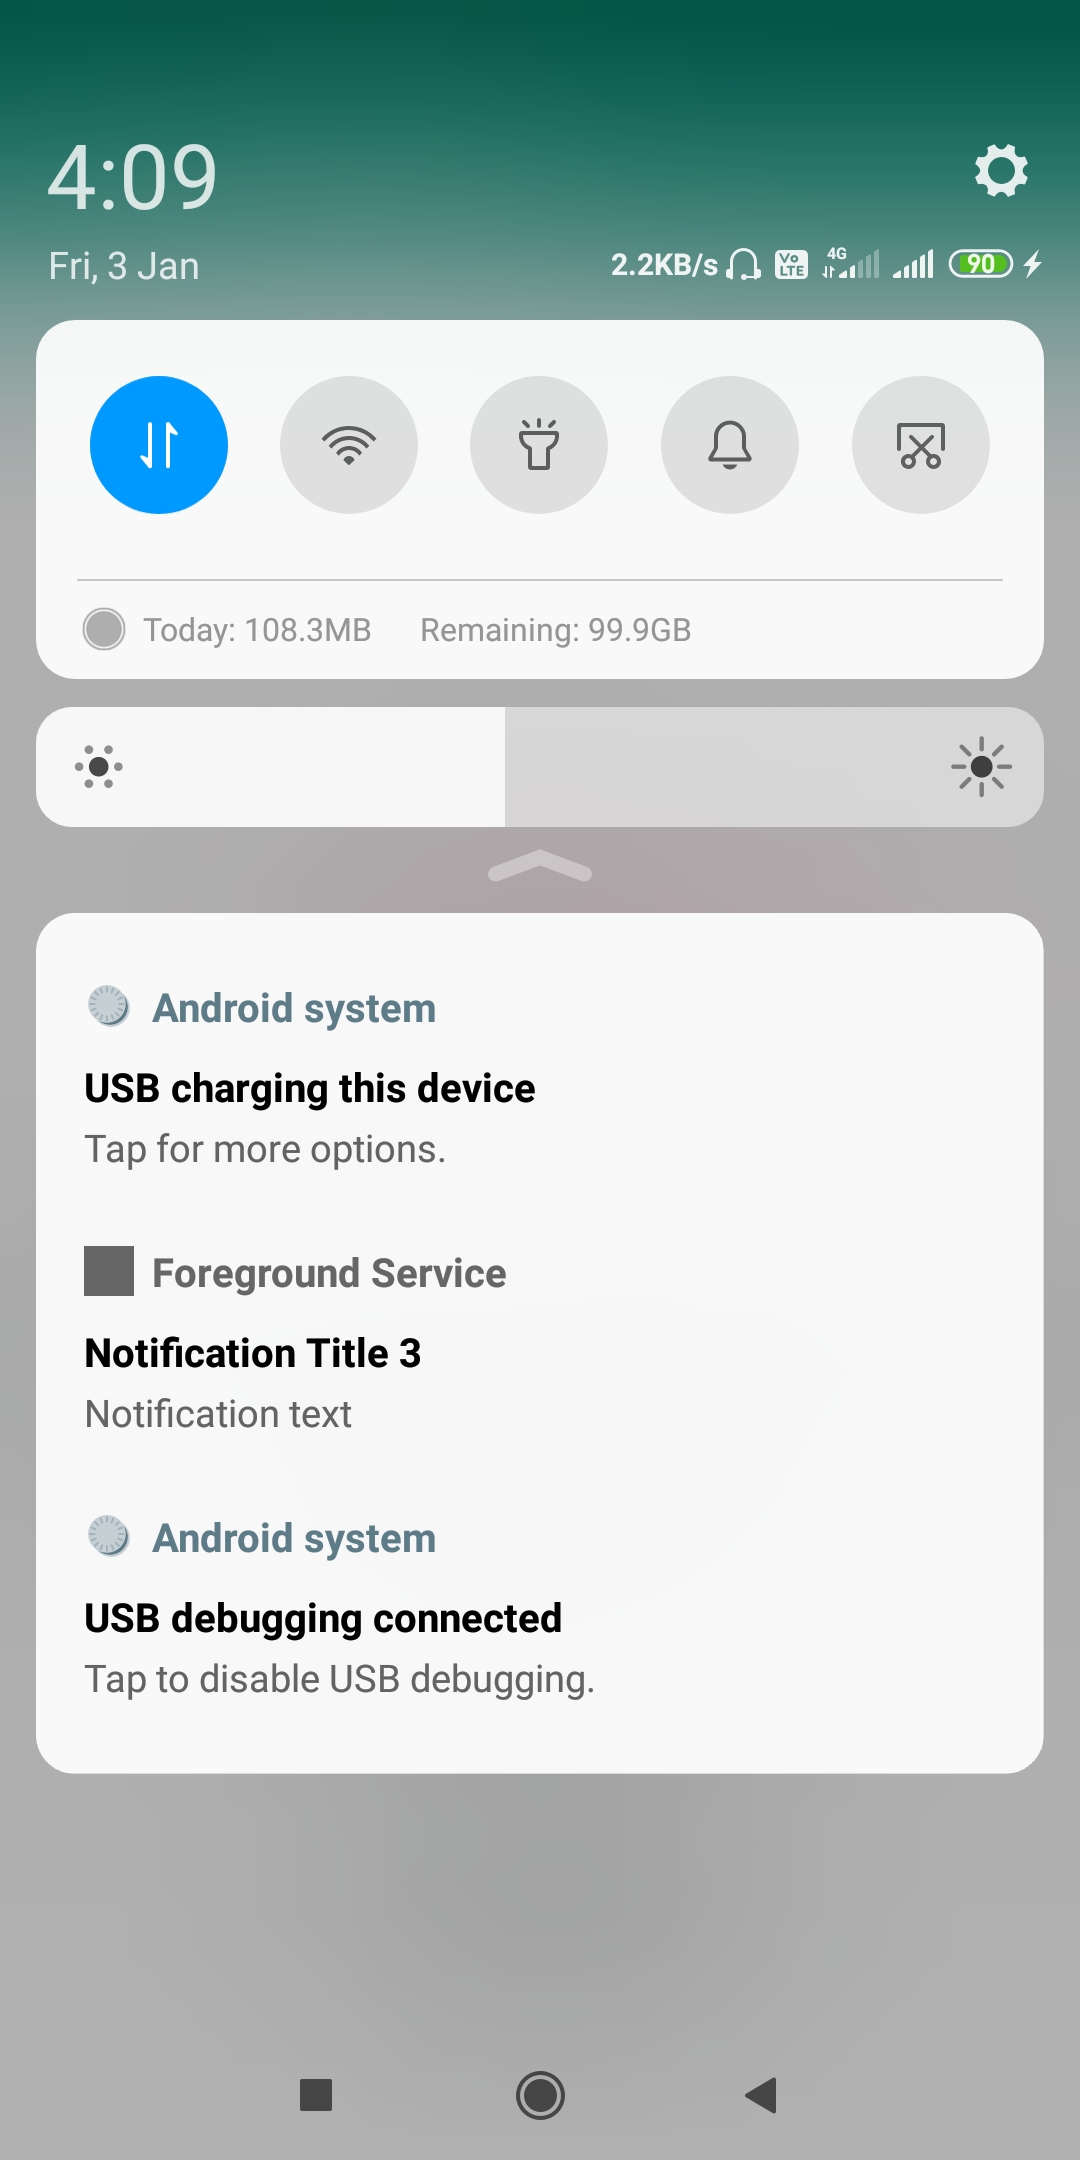 4:09
Fri, 3 Jan
2.2KB/s Vo LTE 4G 90
Today: 108.3MB Remaining: 99.9GB
Android system
USB charging this device
Tap for more options.
Foreground Service
Notification Title 3
Notification text
Android system
USB debugging connected
Tap to disable USB debugging.